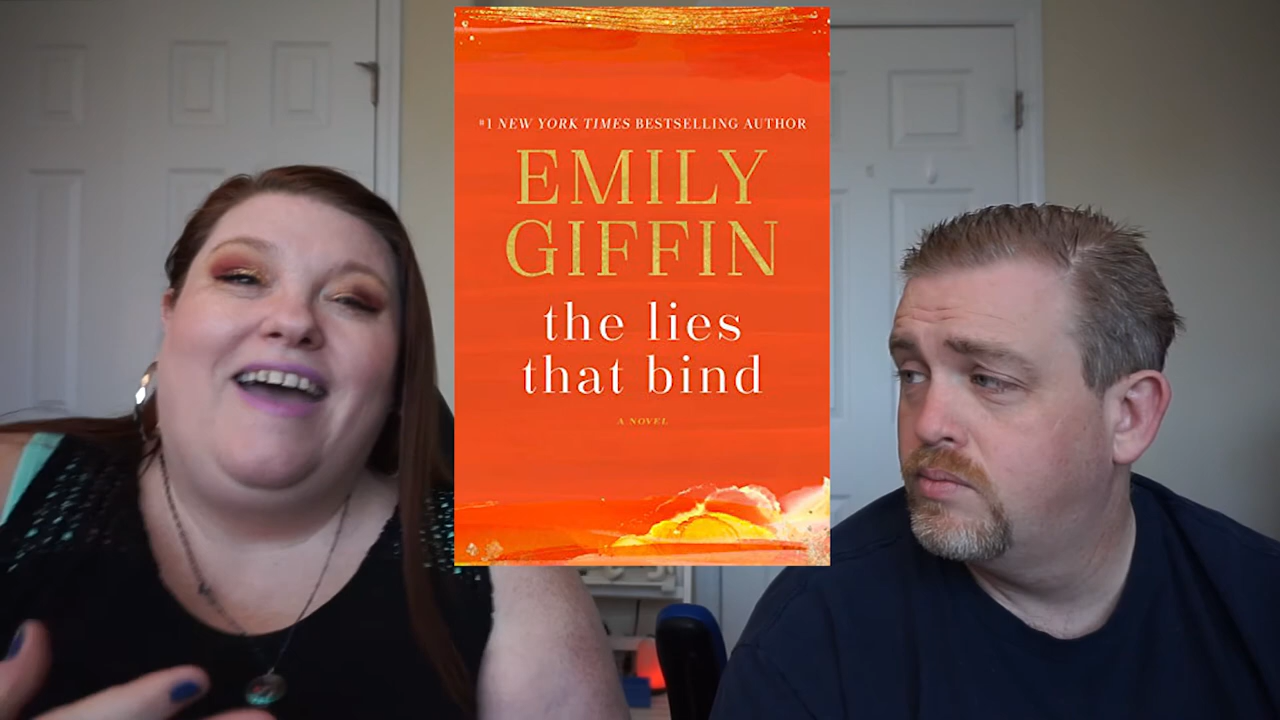 #1 NEW YORK TIMES BESTSELLING AUTHOR
EMILY
GIFFIN
the lies
that bind
A NOVEL